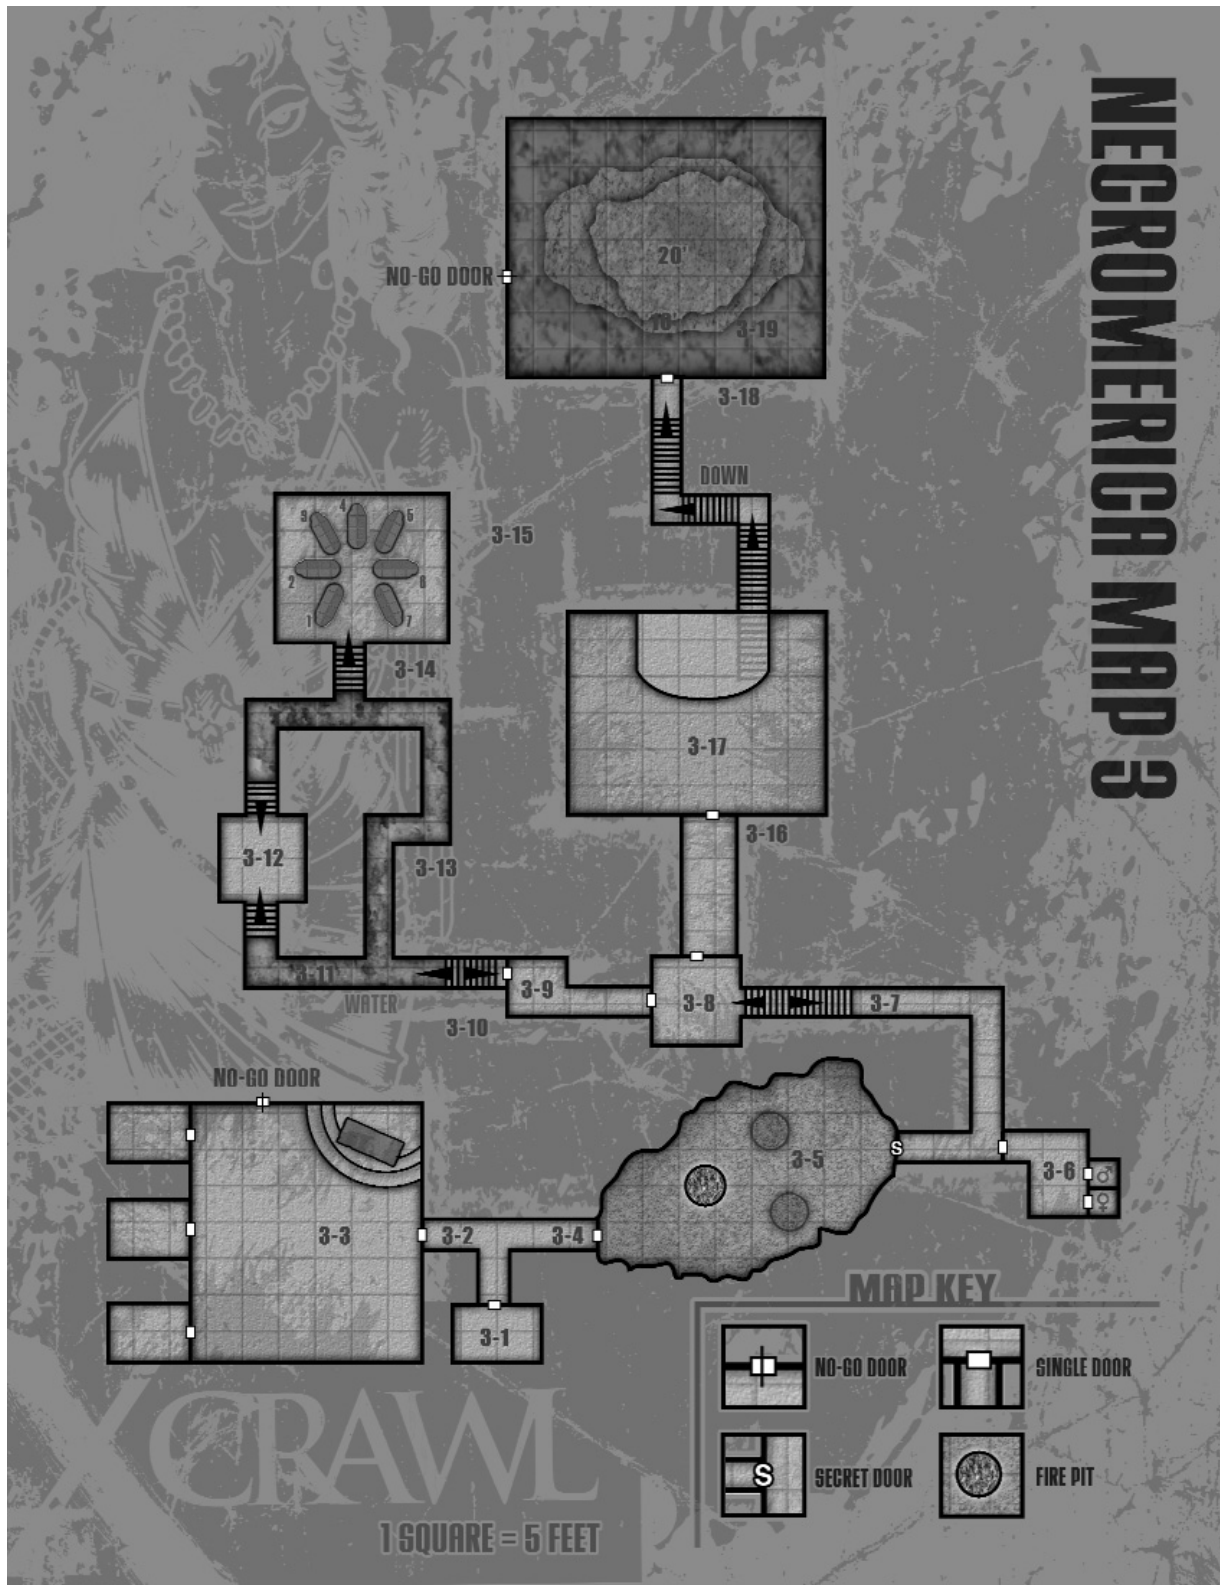 NECROMERICA MAP 3
20'
NO-GO DOOR
3-19
3-18
DOWN
4
3
5
3-15
2
6
1
7
3-14
3-17
3-16
3-12
3-13
3-11
3-9
3-8
3-7
WATER
3-10
NO-GO DOOR
3-5
3-6
♂
♀
S
3-3
3-2
3-4
3-1
MAP KEY
NO-GO DOOR
SINGLE DOOR
S
SECRET DOOR
FIRE PIT
XCRAWL
1 SQUARE = 5 FEET